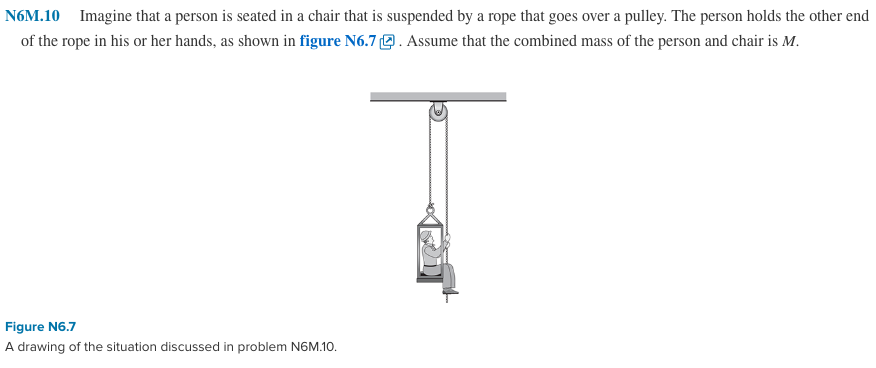 N6M.10 Imagine that a person is seated in a chair that is suspended by a rope that goes over a pulley. The person holds the other end
of the rope in his or her hands, as shown in figure N6.7 . Assume that the combined mass of the person and chair is M.
Figure N6.7
A drawing of the situation discussed in problem N6M.10.